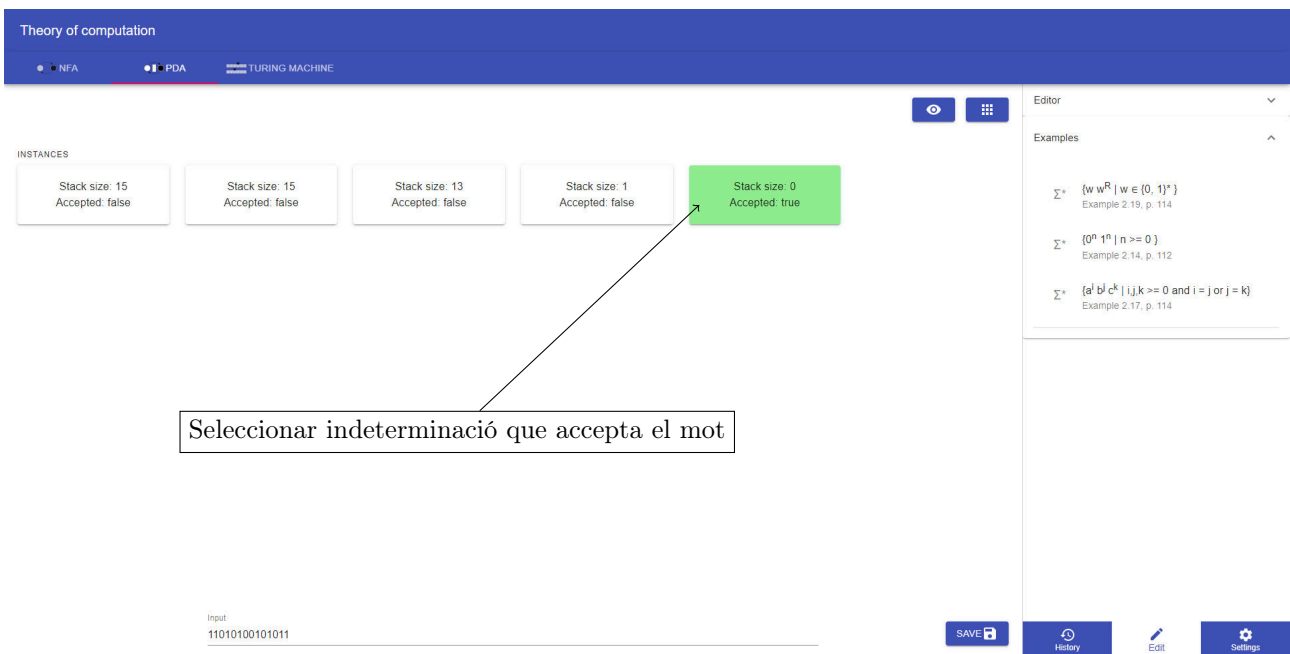 Theory of computation
NFA
PDA
TURING MACHINE
INSTANCES
Stack size: 15
Accepted: false
Stack size: 15
Accepted: false
Stack size: 13
Accepted: false
Stack size: 1
Accepted: false
Stack size: 0
Accepted: true
Seleccionar indeterminació que accepta el mot
Input
11010100101011
SAVE
Editor
Examples
Σ* {w wᴿ | w ∈ {0, 1}* }
Example 2.19, p. 114
Σ* {0ⁿ 1ⁿ | n >= 0 }
Example 2.14, p. 112
Σ* {aⁱ bʲ cᵏ | i,j,k >= 0 and i = j or j = k}
Example 2.17, p. 114
History
Edit
Settings